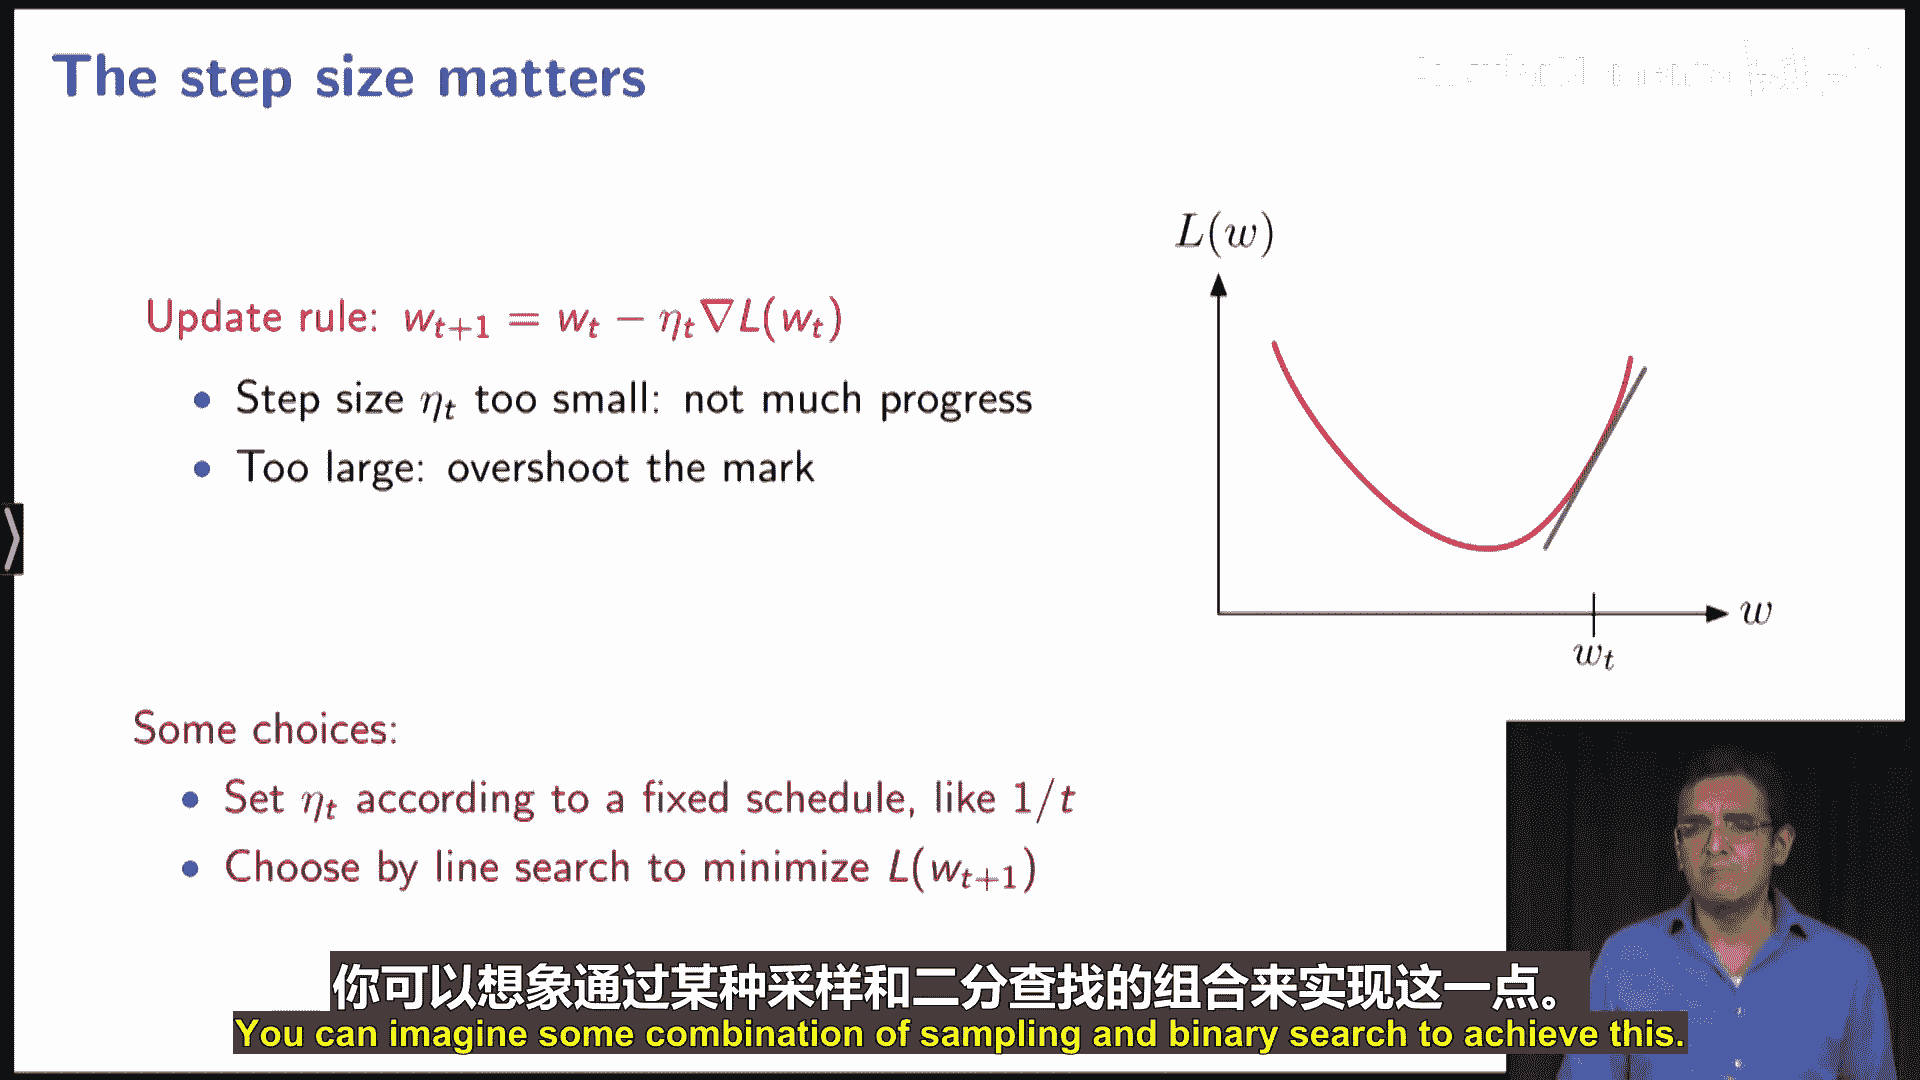 The step size matters
L(w)
Update rule: w_{t+1} = w_t − η_t∇L(w_t)
• Step size η_t too small: not much progress
• Too large: overshoot the mark
w
w_t
Some choices:
• Set η_t according to a fixed schedule, like 1/t
• Choose by line search to minimize L(w_{t+1})
你可以想象通过某种采样和二分查找的组合来实现这一点。
You can imagine some combination of sampling and binary search to achieve this.